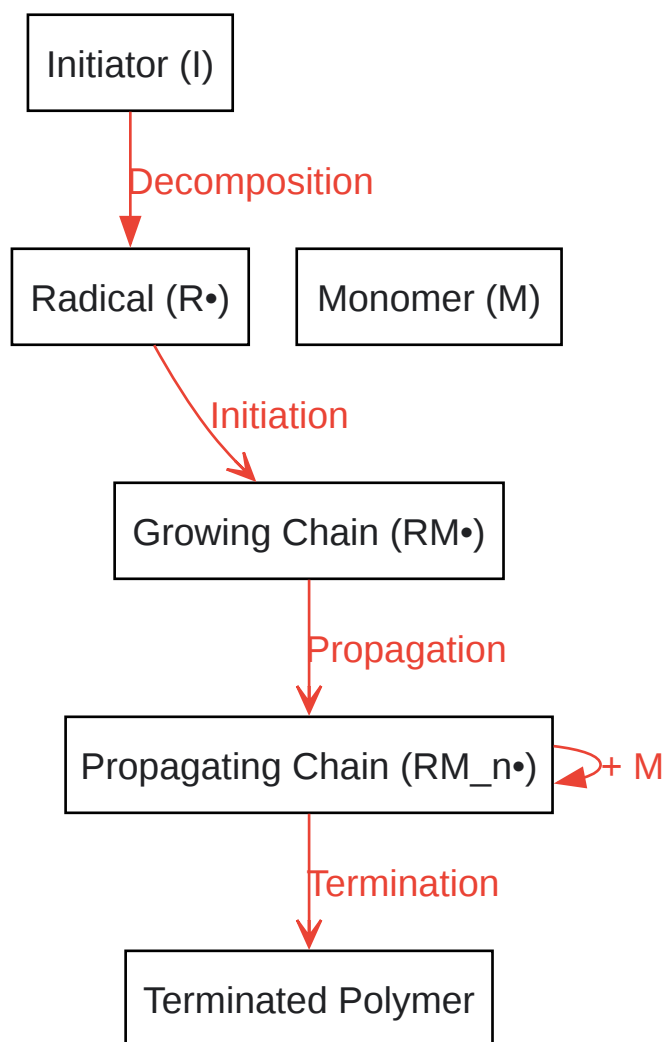 Initiator (I)
Decomposition
Radical (R•)
Monomer (M)
Initiation
Growing Chain (RM•)
Propagation
Propagating Chain (RM_n•)
+ M
Termination
Terminated Polymer